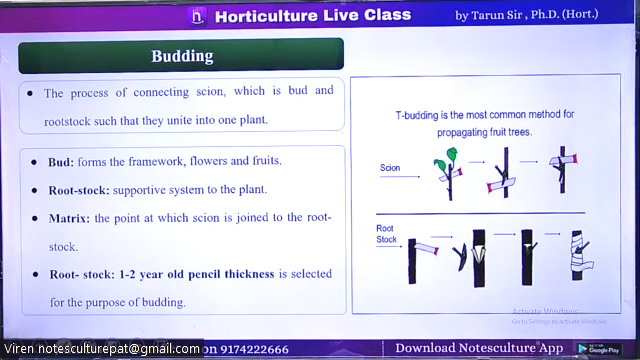 Horticulture Live Class
by Tarun Sir , Ph.D. (Hort.)
Budding
• The process of connecting scion, which is bud and
rootstock such that they unite into one plant.
• Bud: forms the framework, flowers and fruits.
• Root-stock: supportive system to the plant.
• Matrix: the point at which scion is joined to the root-
stock.
• Root- stock: 1-2 year old pencil thickness is selected
for the purpose of budding.
T-budding is the most common method for
propagating fruit trees.
Scion
Root
Stock
Activate Windows
Go to Settings to activate Windows.
Viren notesculturepat@gmail.com
on 9174222666
Download Notesculture App
Google Play